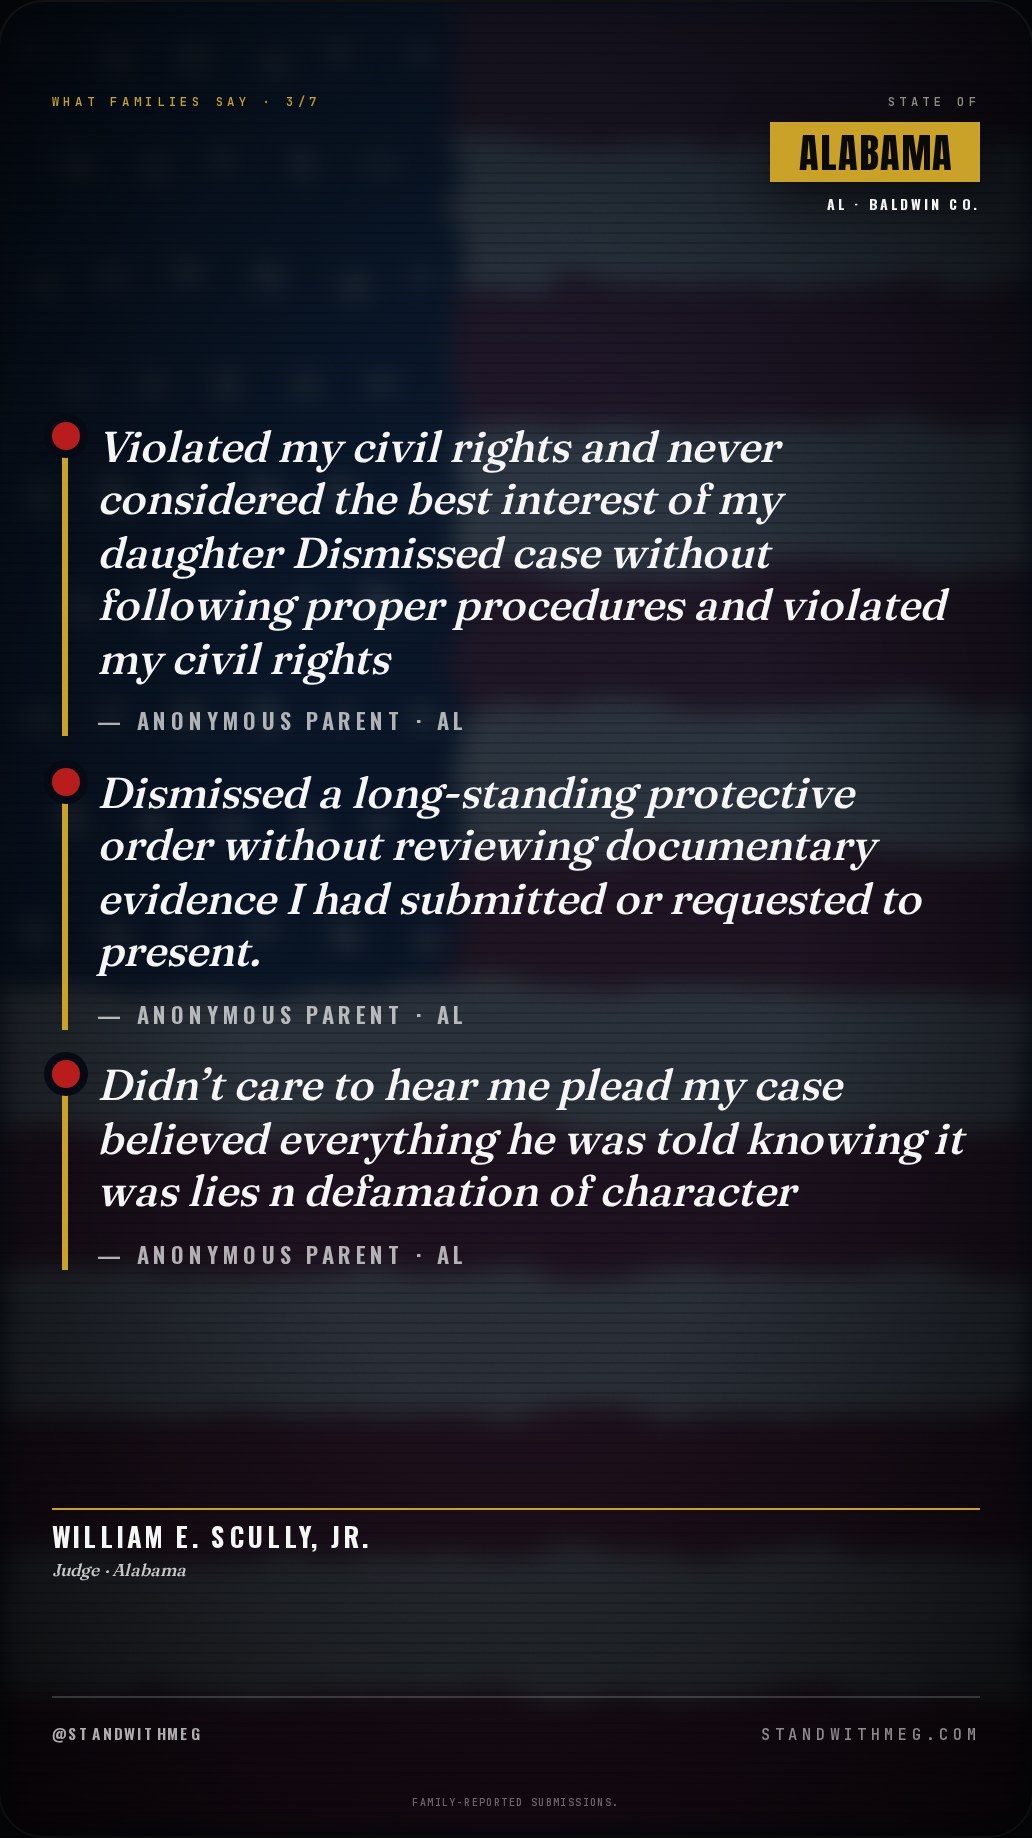 WHAT FAMILIES SAY · 3/7
STATE OF
ALABAMA
AL · BALDWIN CO.
Violated my civil rights and never
considered the best interest of my
daughter Dismissed case without
following proper procedures and violated
my civil rights
— ANONYMOUS PARENT · AL
Dismissed a long-standing protective
order without reviewing documentary
evidence I had submitted or requested to
present.
— ANONYMOUS PARENT · AL
Didn’t care to hear me plead my case
believed everything he was told knowing it
was lies n defamation of character
— ANONYMOUS PARENT · AL
WILLIAM E. SCULLY, JR.
Judge · Alabama
@STANDWITHMEG
STANDWITHMEG.COM
FAMILY-REPORTED SUBMISSIONS.